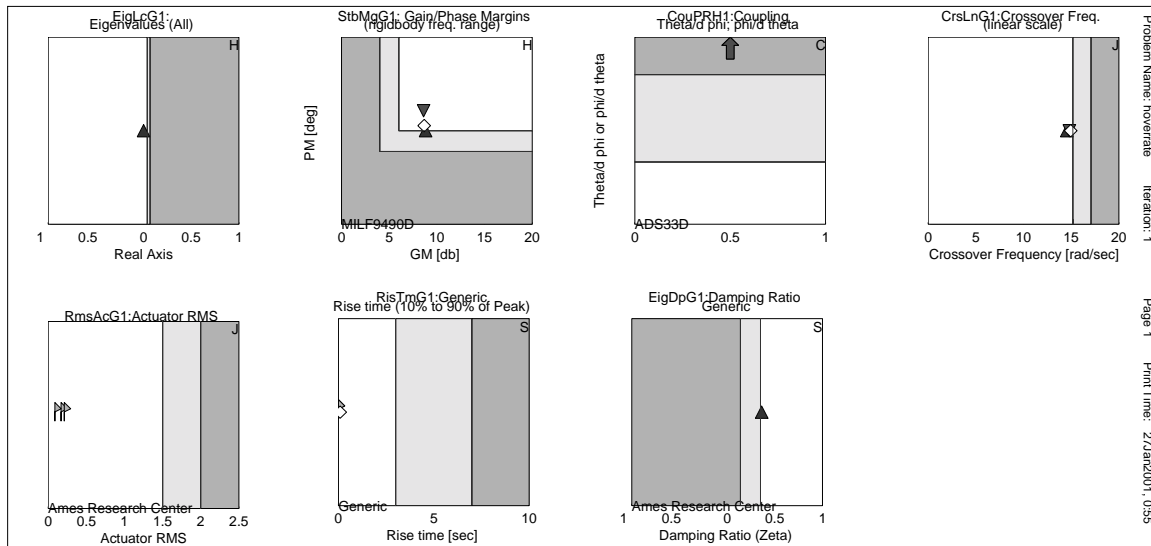 EigLcG1:
Eigenvalues (All)
H
1 0.5 0 0.5 1
Real Axis
StbMgG1: Gain/Phase Margins
(rigidbody freq. range)
H
PM [deg]
MILF9490D
0 5 10 15 20
GM [db]
CouPRH1:Coupling
Theta/d phi; phi/d theta
C
Theta/d phi or phi/d theta
ADS33D
0 0.5 1
CrsLnG1:Crossover Freq.
(linear scale)
J
0 5 10 15 20
Crossover Frequency [rad/sec]
RmsAcG1:Actuator RMS
J
Ames Research Center
0 0.5 1 1.5 2 2.5
Actuator RMS
RisTmG1:Generic
Rise time (10% to 90% of Peak)
S
Generic
0 5 10
Rise time [sec]
EigDpG1:Damping Ratio
Generic
S
Ames Research Center
1 0.5 0 0.5 1
Damping Ratio (Zeta)
Problem Name: hoverrate Iteration: 1
Page 1 Print Time: 27Jan2001, 0:55